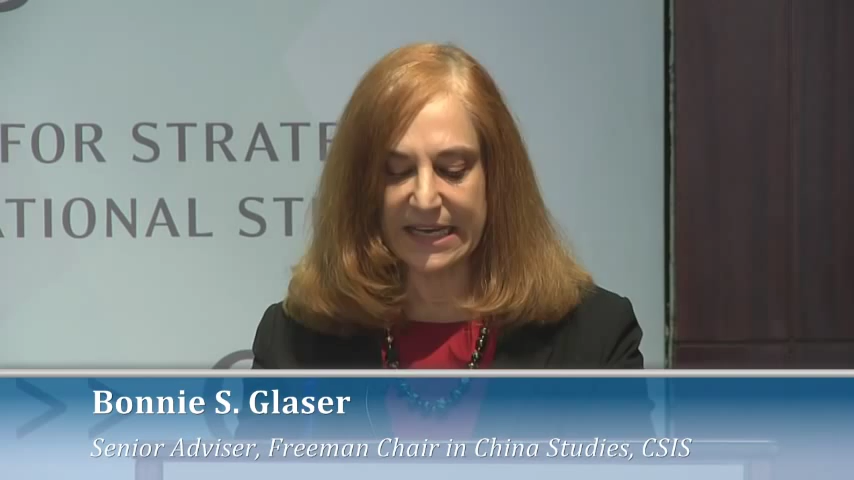 FOR STRATE
ATIONAL ST
Bonnie S. Glaser
Senior Adviser, Freeman Chair in China Studies, CSIS